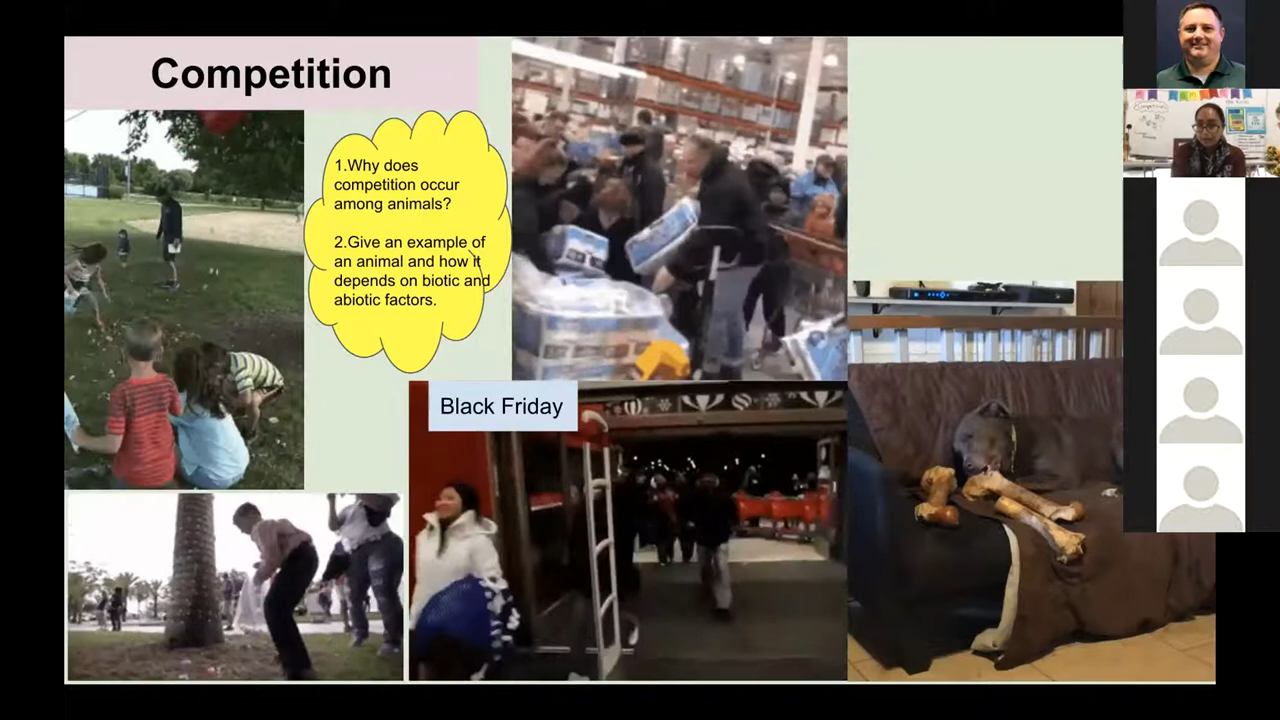 Competition
1.Why does
competition occur
among animals?
2.Give an example of
an animal and how it
depends on biotic and
abiotic factors.
Black Friday